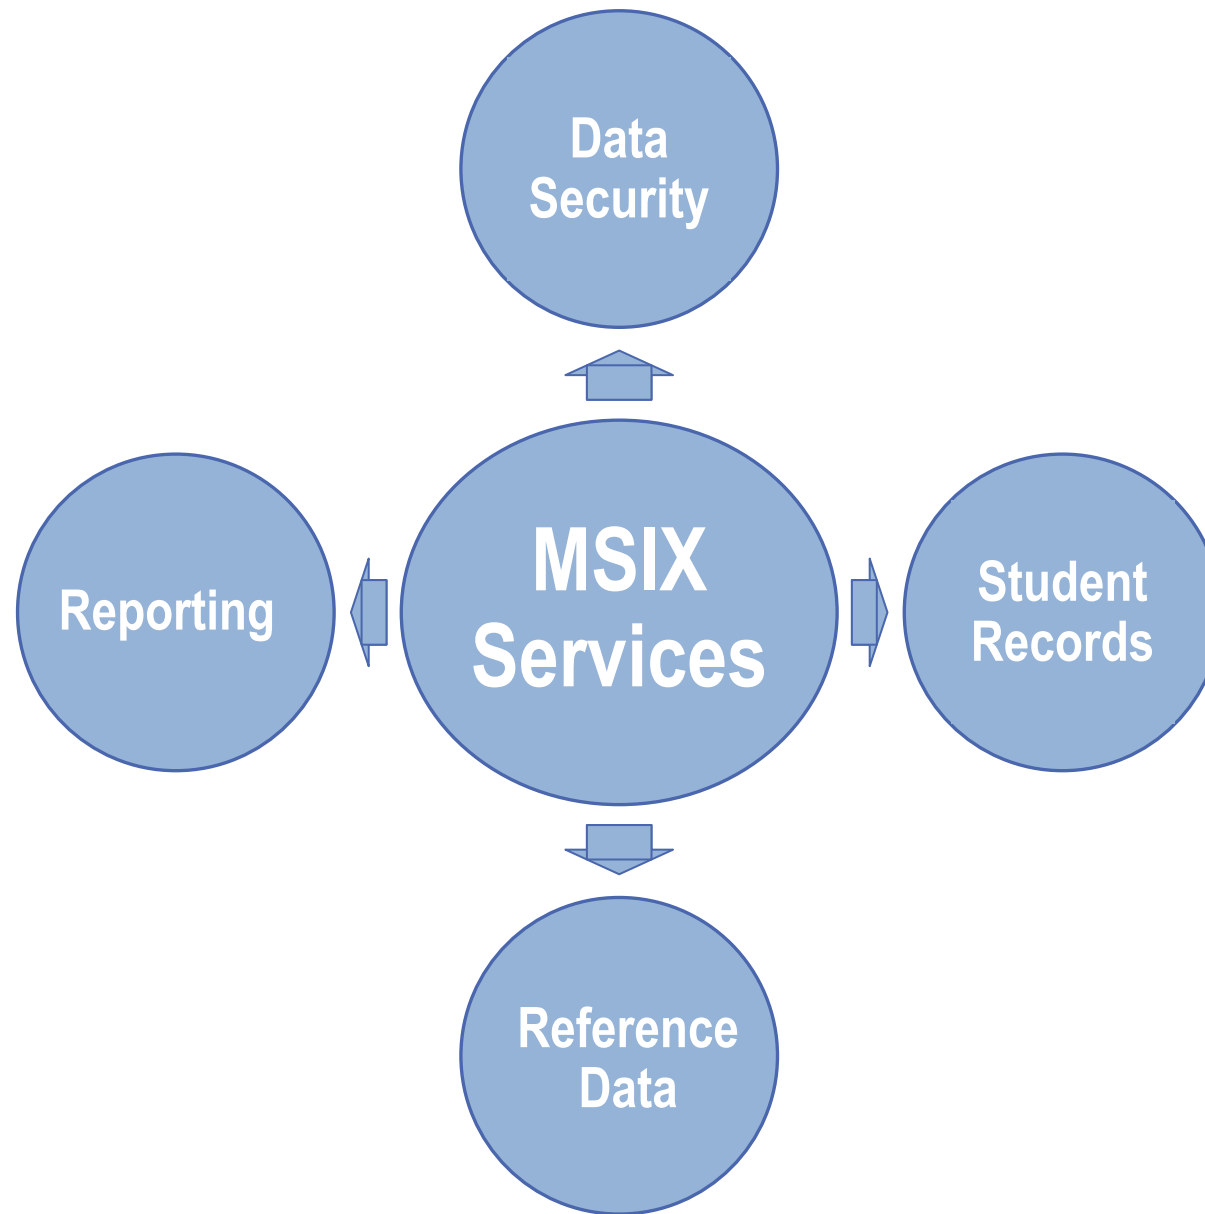 Data
Security
Reporting
MSIX
Services
Student
Records
Reference
Data